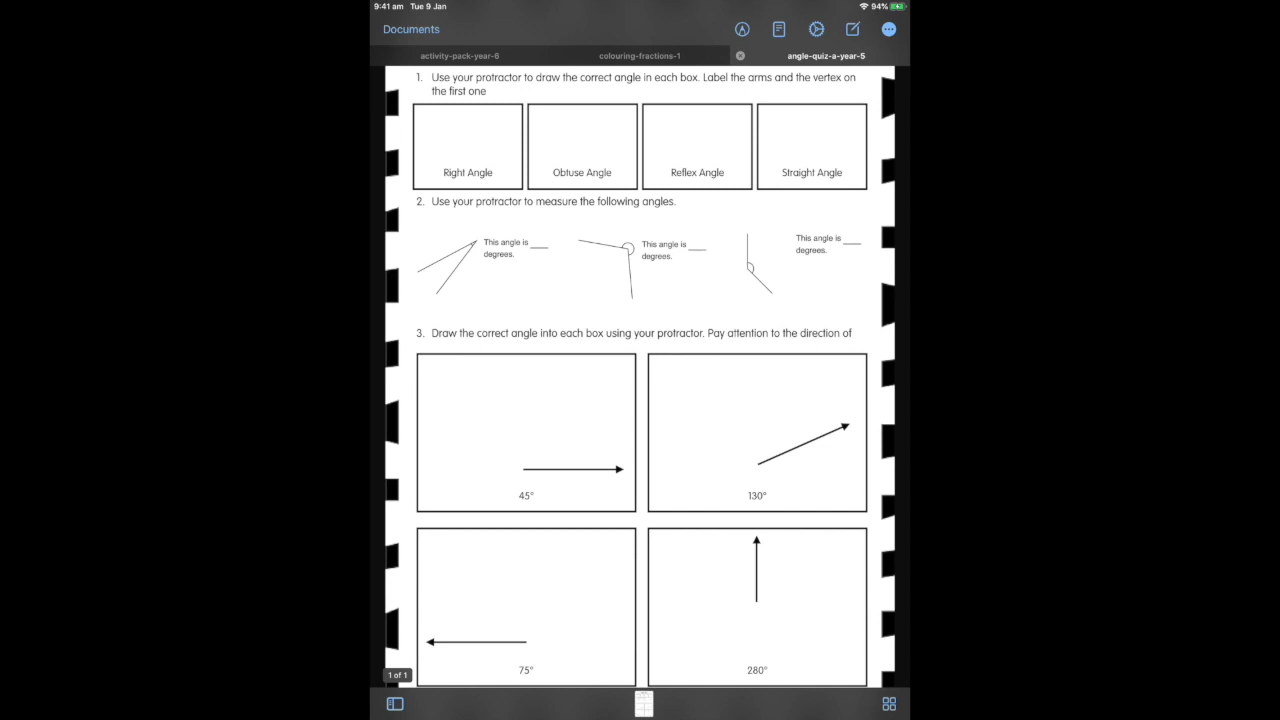 9:41 am Tue 9 Jan
94%
Documents
activity-pack-year-6
colouring-fractions-1
angle-quiz-a-year-5
1. Use your protractor to draw the correct angle in each box. Label the arms and the vertex on
the first one
Right Angle
Obtuse Angle
Reflex Angle
Straight Angle
2. Use your protractor to measure the following angles.
This angle is ____
degrees.
This angle is ____
degrees.
This angle is ____
degrees.
3. Draw the correct angle into each box using your protractor. Pay attention to the direction of
45°
130°
75°
280°
1 of 1